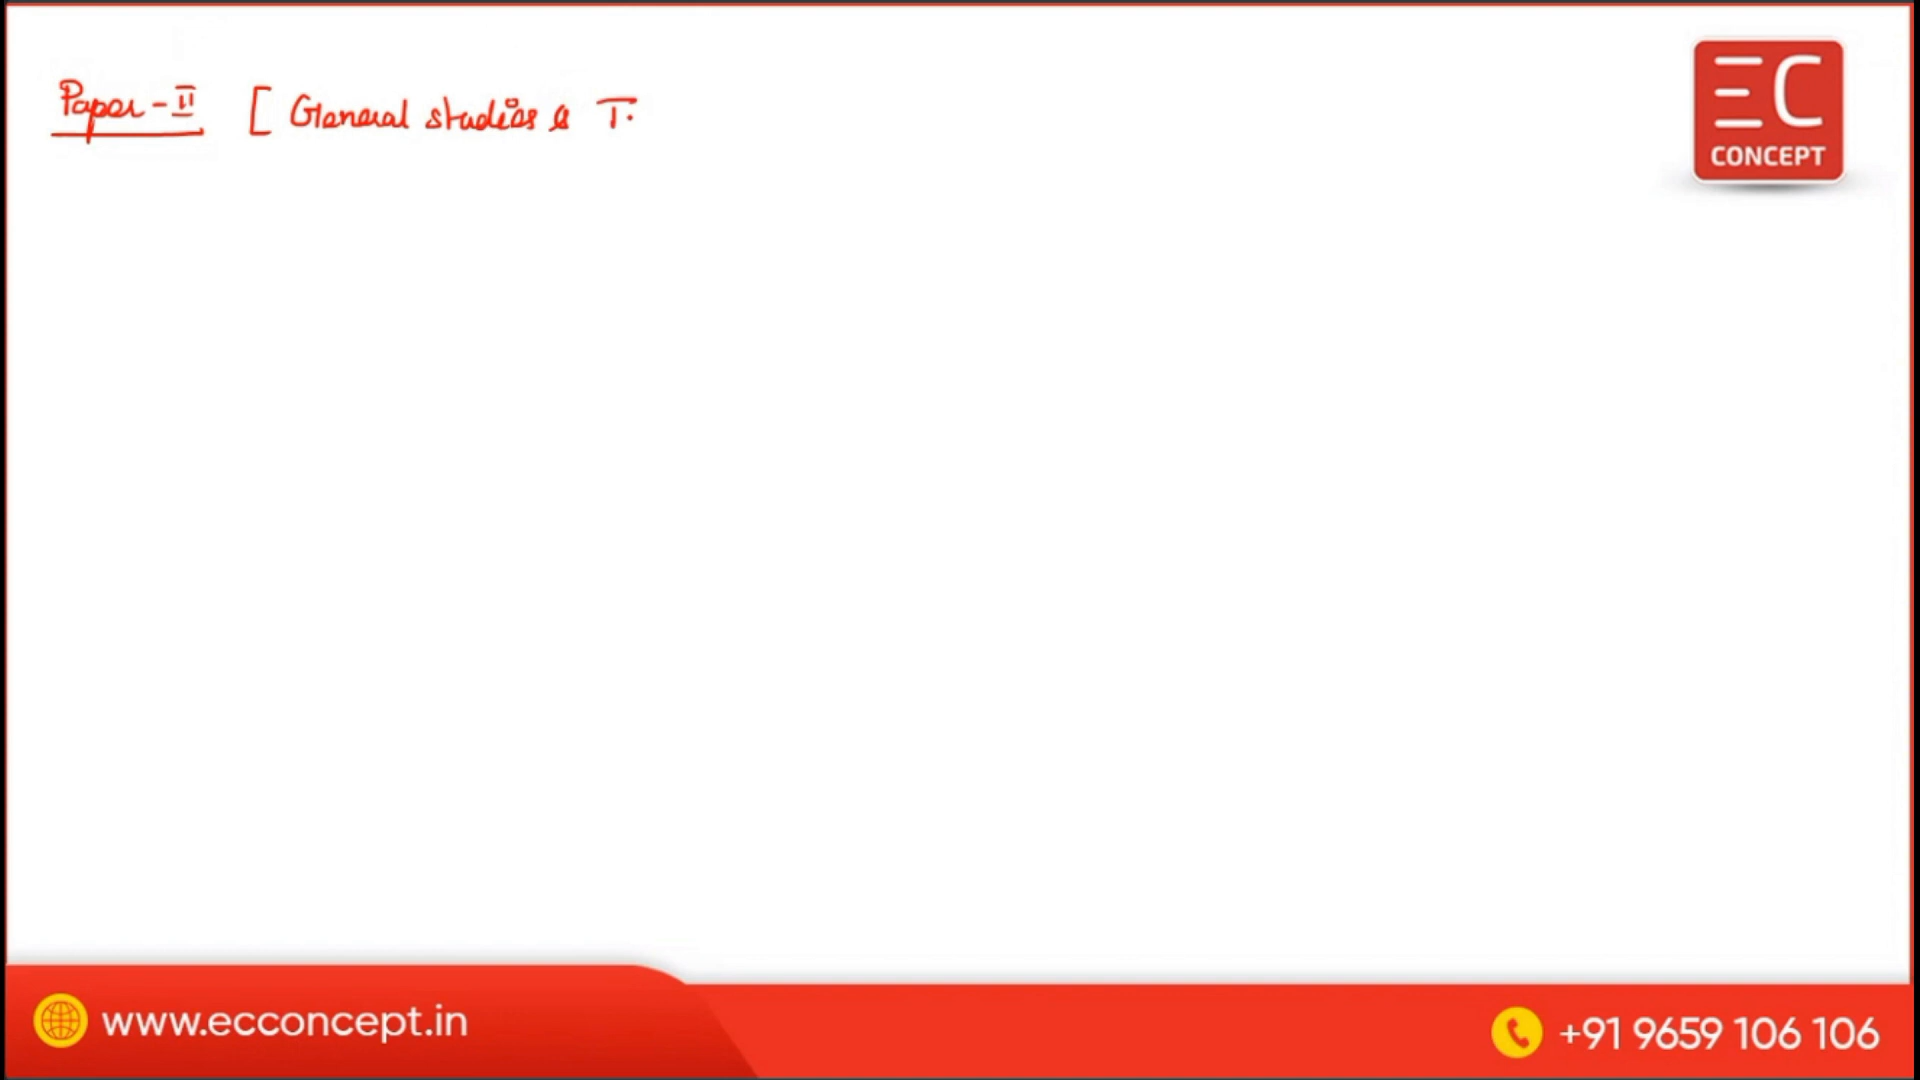 Paper - II [ General studies & T.
EC
CONCEPT
www.ecconcept.in
+91 9659 106 106